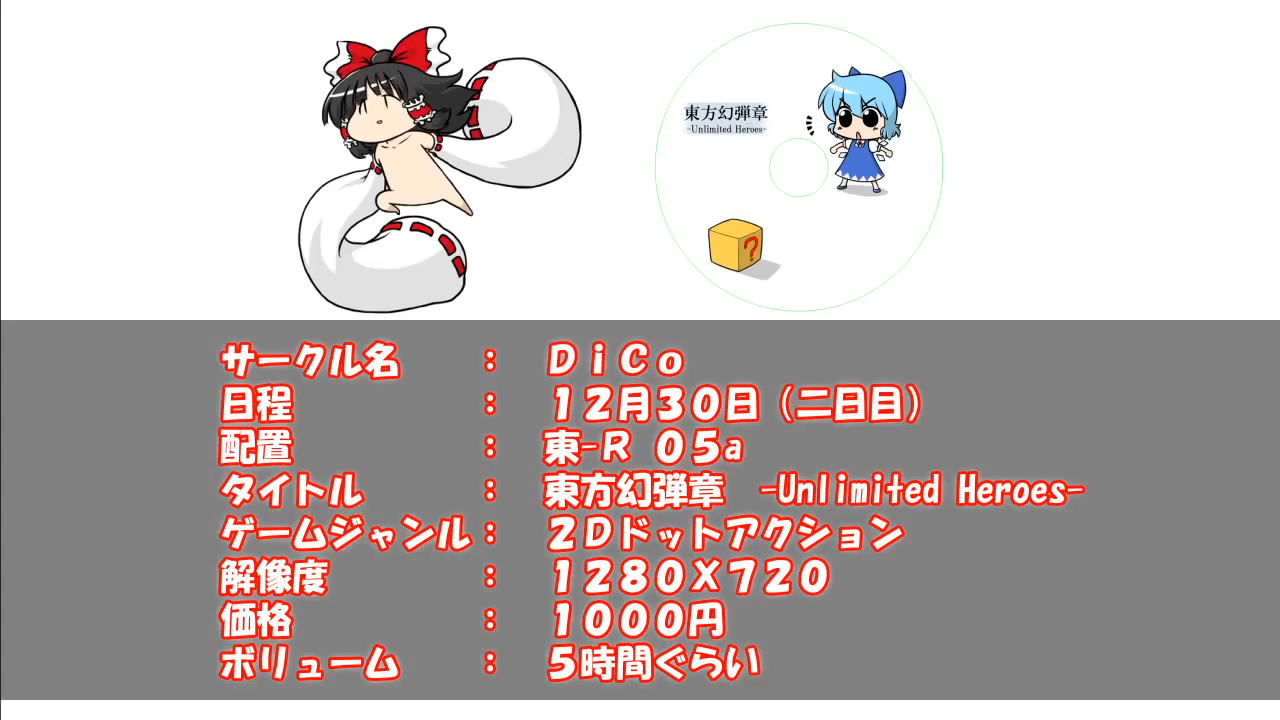 東方幻弾章
-Unlimited Heroes-
?
サークル名 : DiCo
日程 : 12月30日(二日目)
配置 : 東-R 05a
タイトル : 東方幻弾章 -Unlimited Heroes-
ゲームジャンル : 2Dドットアクション
解像度 : 1280X720
価格 : 1000円
ボリューム : 5時間ぐらい